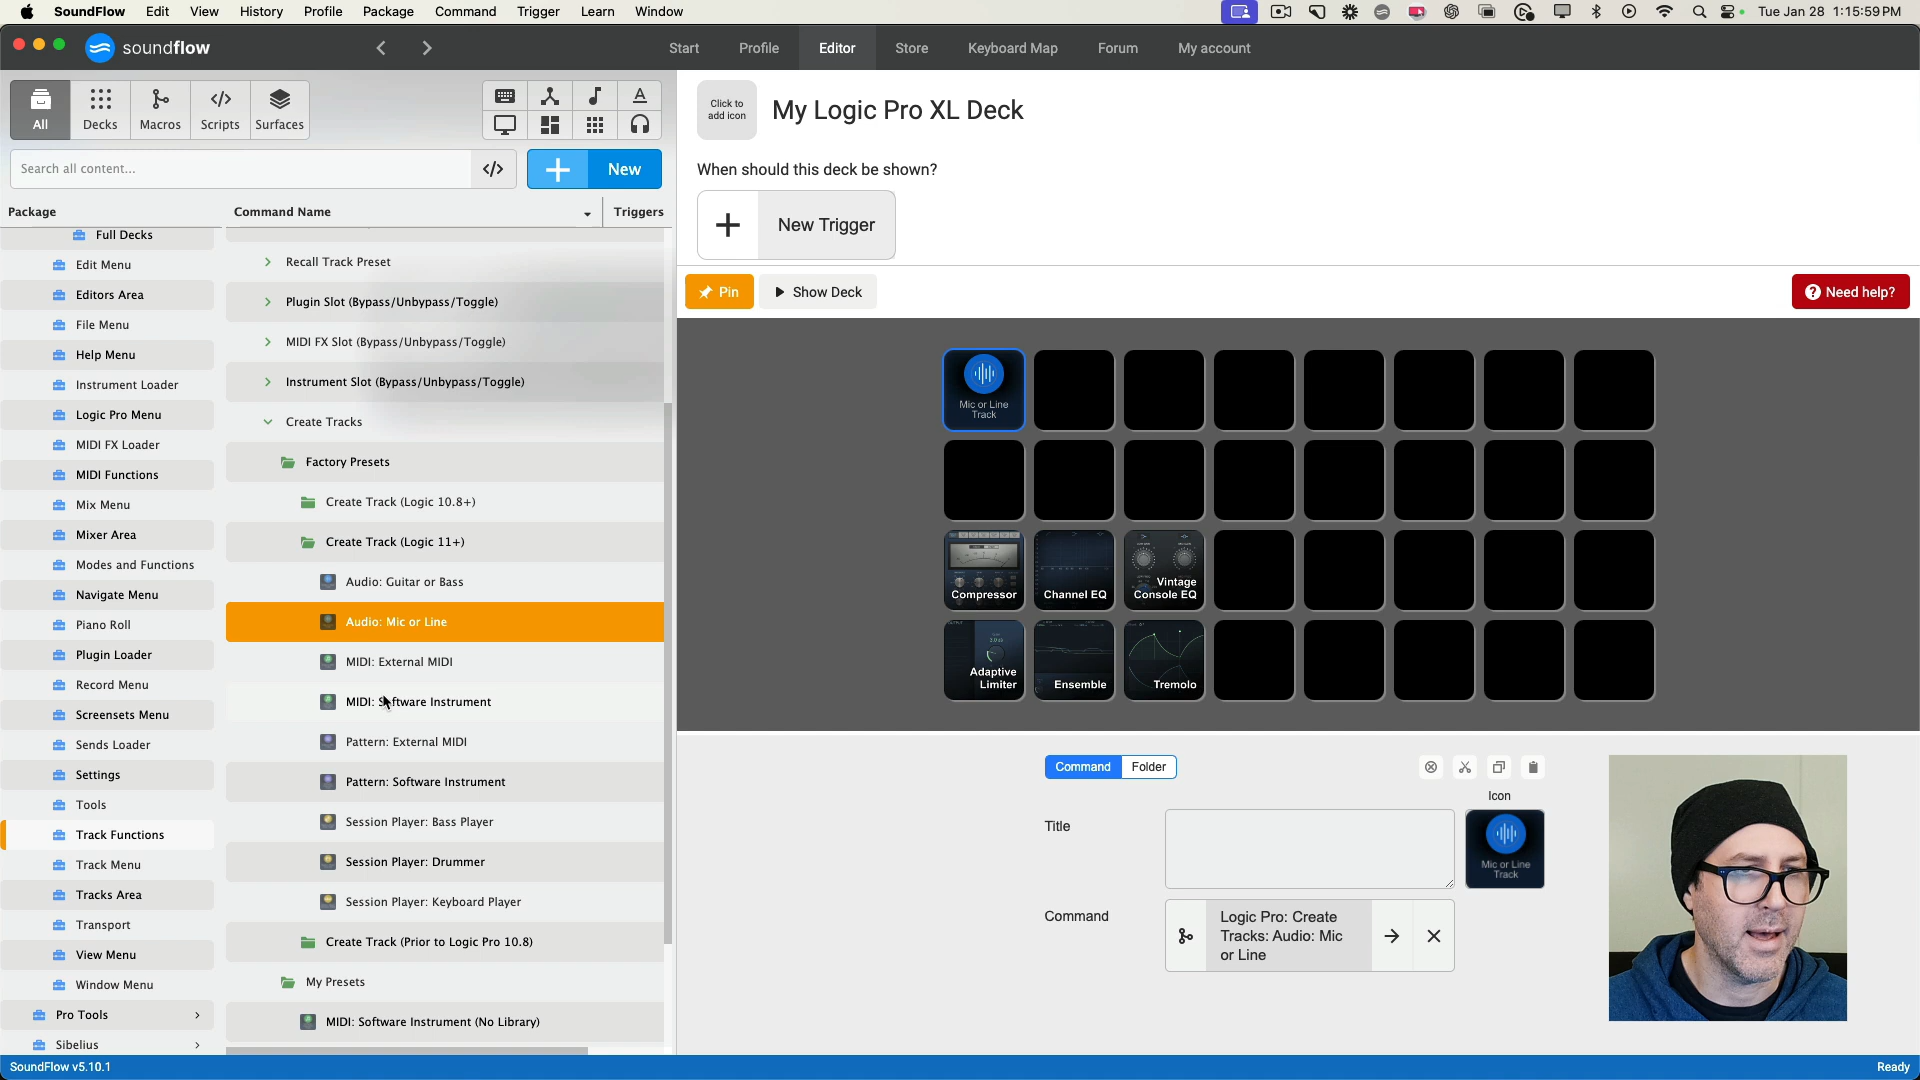 SoundFlow Edit View History Profile Package Command Trigger Learn Window Tue Jan 28 1:15:59 PM
soundflow
Start Profile Editor Store Keyboard Map Forum My account
All Decks Macros Scripts Surfaces
Search all content...
New
Package Command Name Triggers
Full Decks
Edit Menu
Editors Area
File Menu
Help Menu
Instrument Loader
Logic Pro Menu
MIDI FX Loader
MIDI Functions
Mix Menu
Mixer Area
Modes and Functions
Navigate Menu
Piano Roll
Plugin Loader
Record Menu
Screensets Menu
Sends Loader
Settings
Tools
Track Functions
Track Menu
Tracks Area
Transport
View Menu
Window Menu
Pro Tools
Sibelius
Recall Track Preset
Plugin Slot (Bypass/Unbypass/Toggle)
MIDI FX Slot (Bypass/Unbypass/Toggle)
Instrument Slot (Bypass/Unbypass/Toggle)
Create Tracks
Factory Presets
Create Track (Logic 10.8+)
Create Track (Logic 11+)
Audio: Guitar or Bass
Audio: Mic or Line
MIDI: External MIDI
MIDI: Software Instrument
Pattern: External MIDI
Pattern: Software Instrument
Session Player: Bass Player
Session Player: Drummer
Session Player: Keyboard Player
Create Track (Prior to Logic Pro 10.8)
My Presets
MIDI: Software Instrument (No Library)
Click to
add icon
My Logic Pro XL Deck
When should this deck be shown?
New Trigger
Pin
Show Deck
Need help?
Mic or Line
Track
Compressor
Channel EQ
Vintage
Console EQ
Adaptive
Limiter
Ensemble
Tremolo
Command Folder
Icon
Title
Mic or Line
Track
Command
Logic Pro: Create
Tracks: Audio: Mic
or Line
SoundFlow v5.10.1
Ready